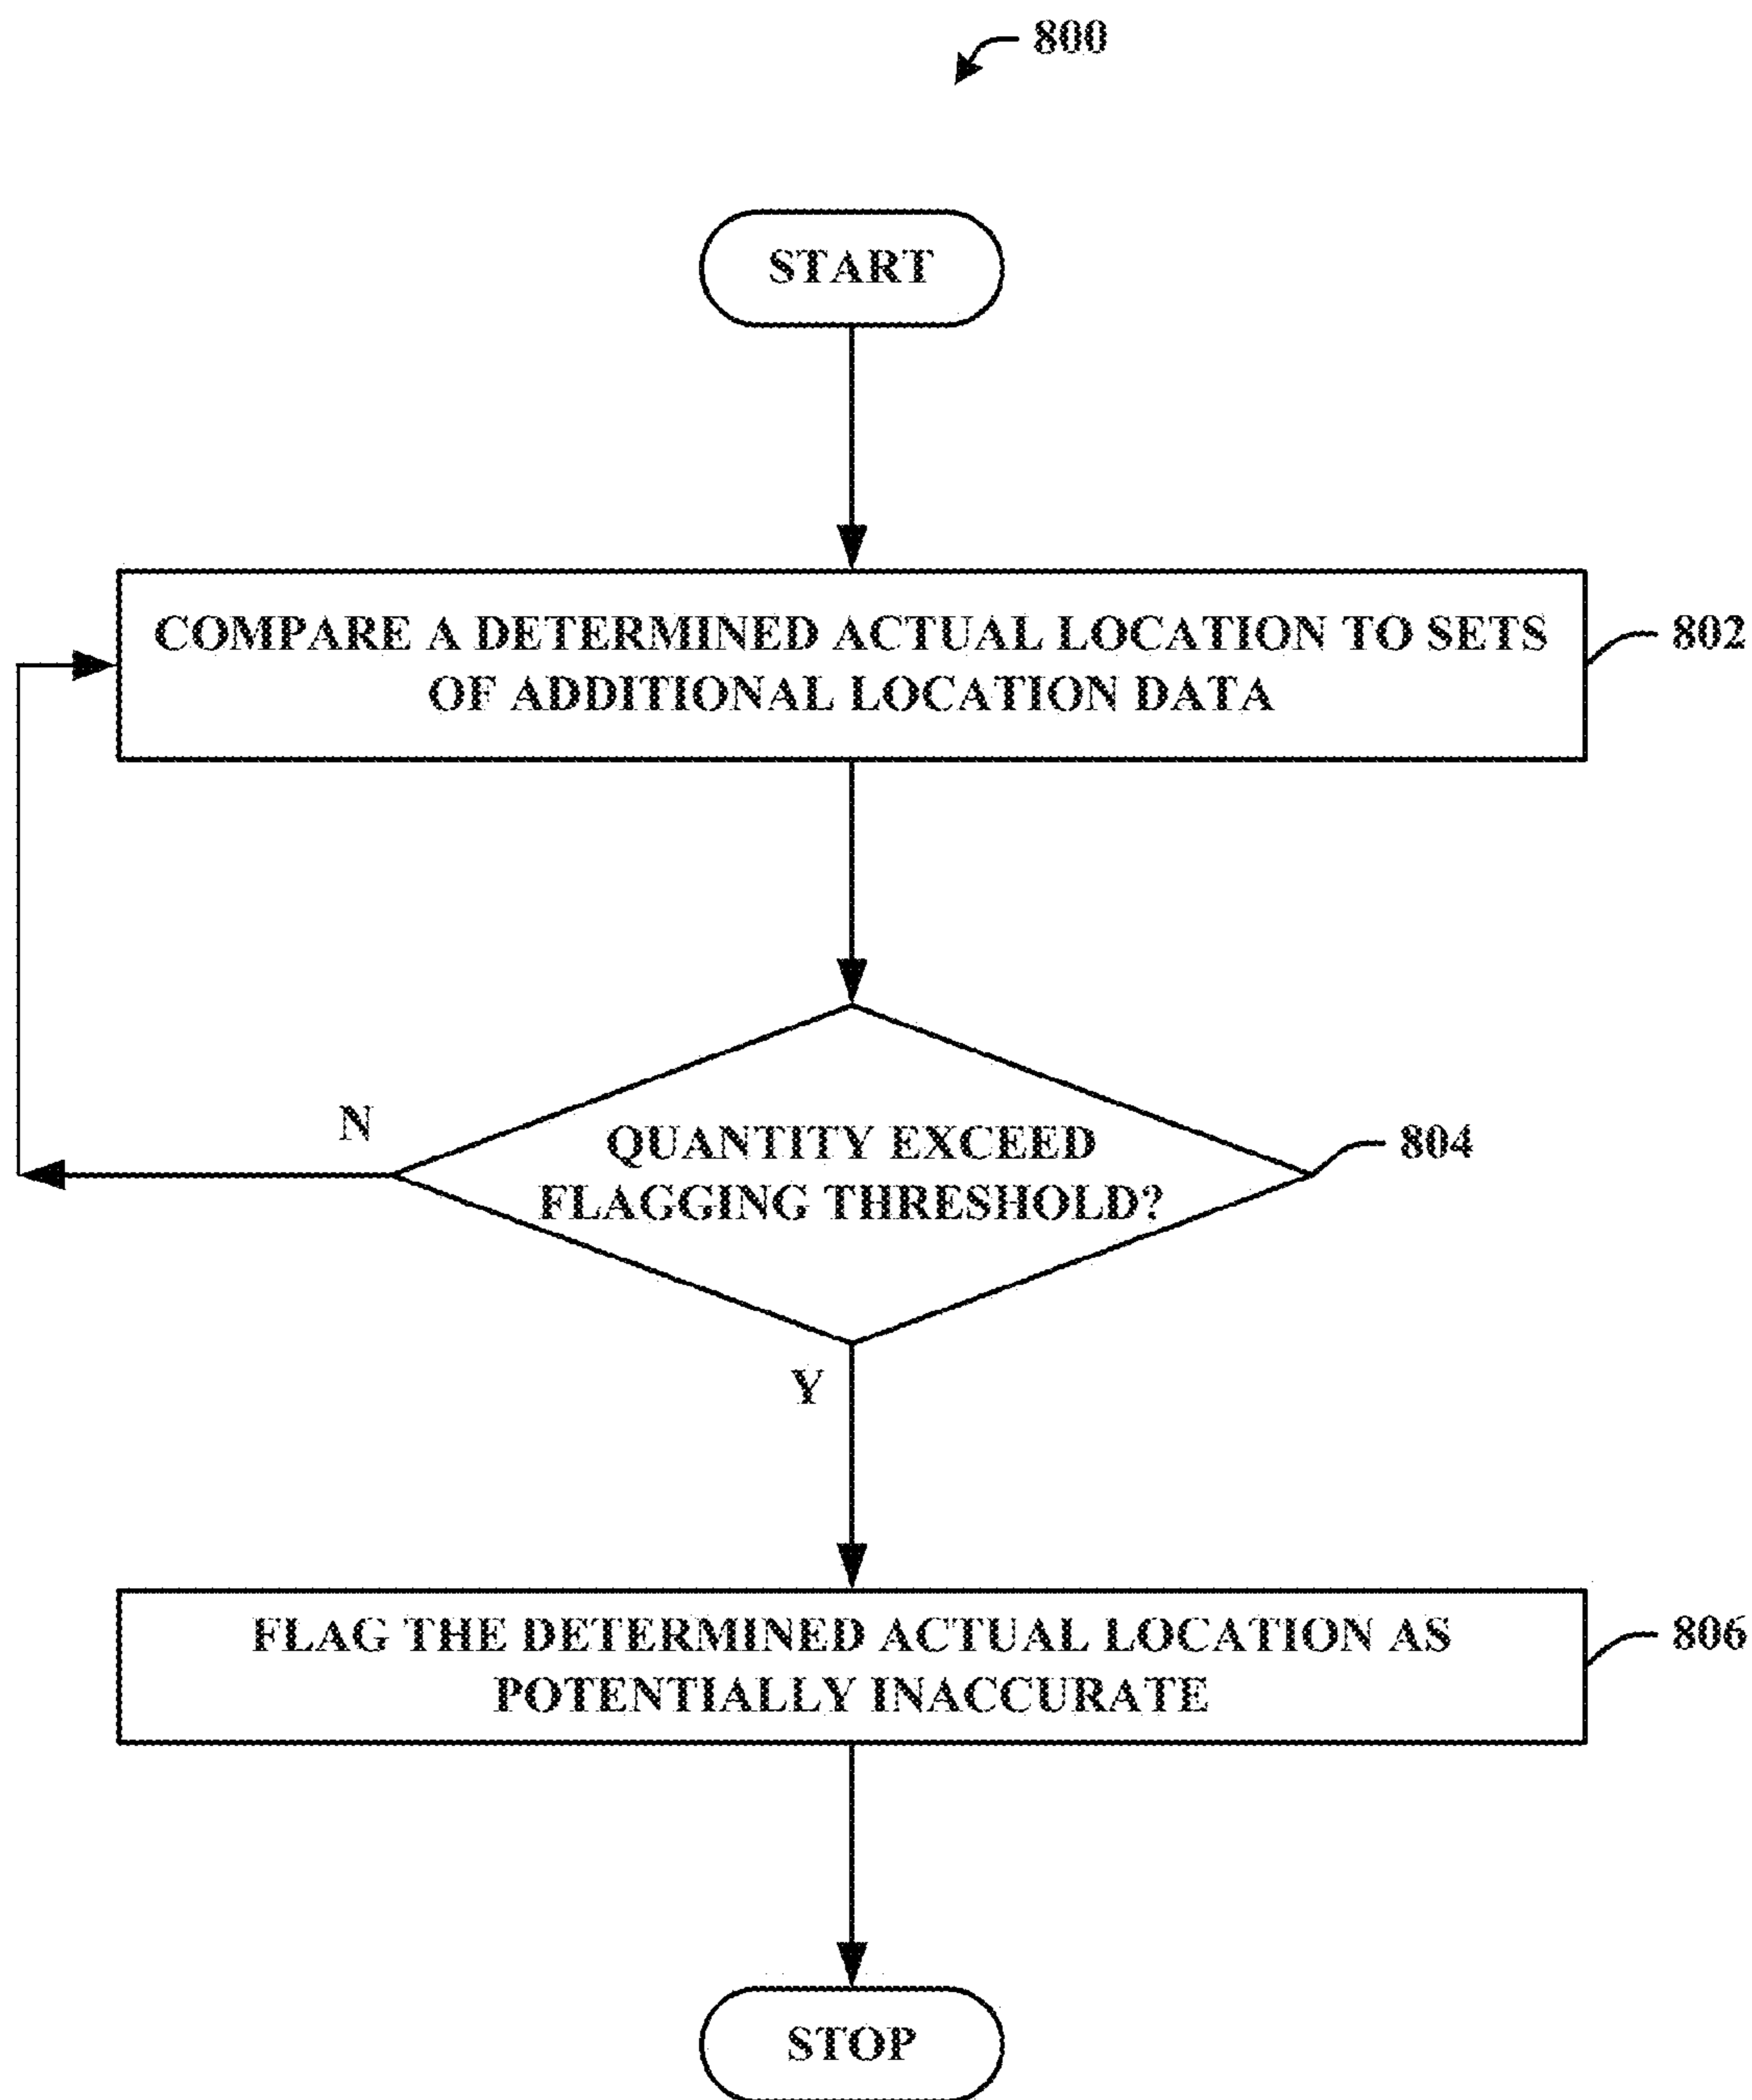 800
START
COMPARE A DETERMINED ACTUAL LOCATION TO SETS
OF ADDITIONAL LOCATION DATA
802
N
QUANTITY EXCEED
FLAGGING THRESHOLD?
804
Y
FLAG THE DETERMINED ACTUAL LOCATION AS
POTENTIALLY INACCURATE
806
STOP